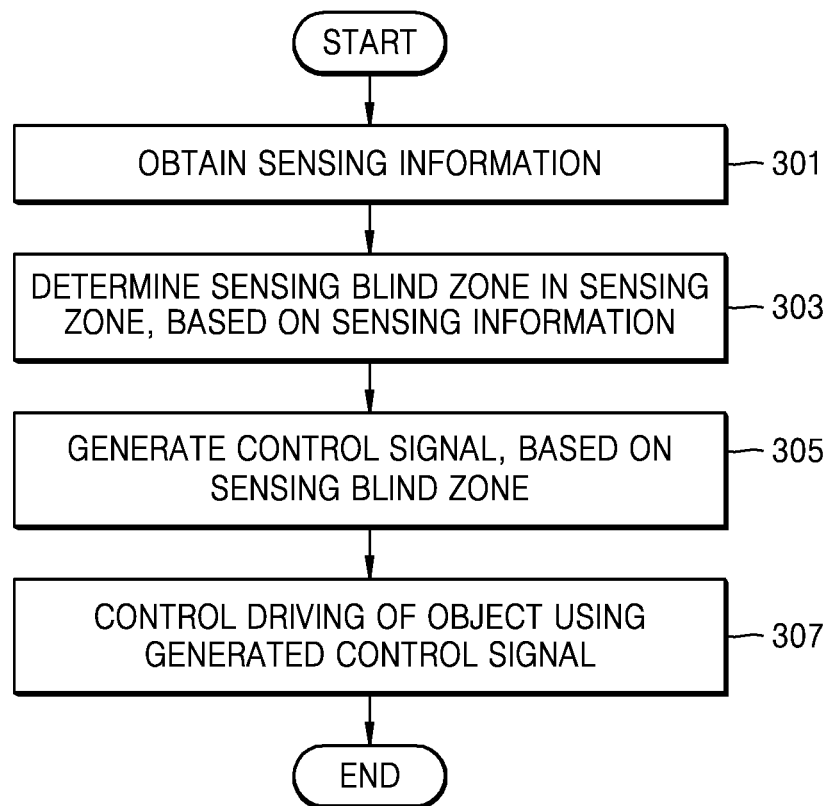 START
OBTAIN SENSING INFORMATION
301
DETERMINE SENSING BLIND ZONE IN SENSING
ZONE, BASED ON SENSING INFORMATION
303
GENERATE CONTROL SIGNAL, BASED ON
SENSING BLIND ZONE
305
CONTROL DRIVING OF OBJECT USING
GENERATED CONTROL SIGNAL
307
END